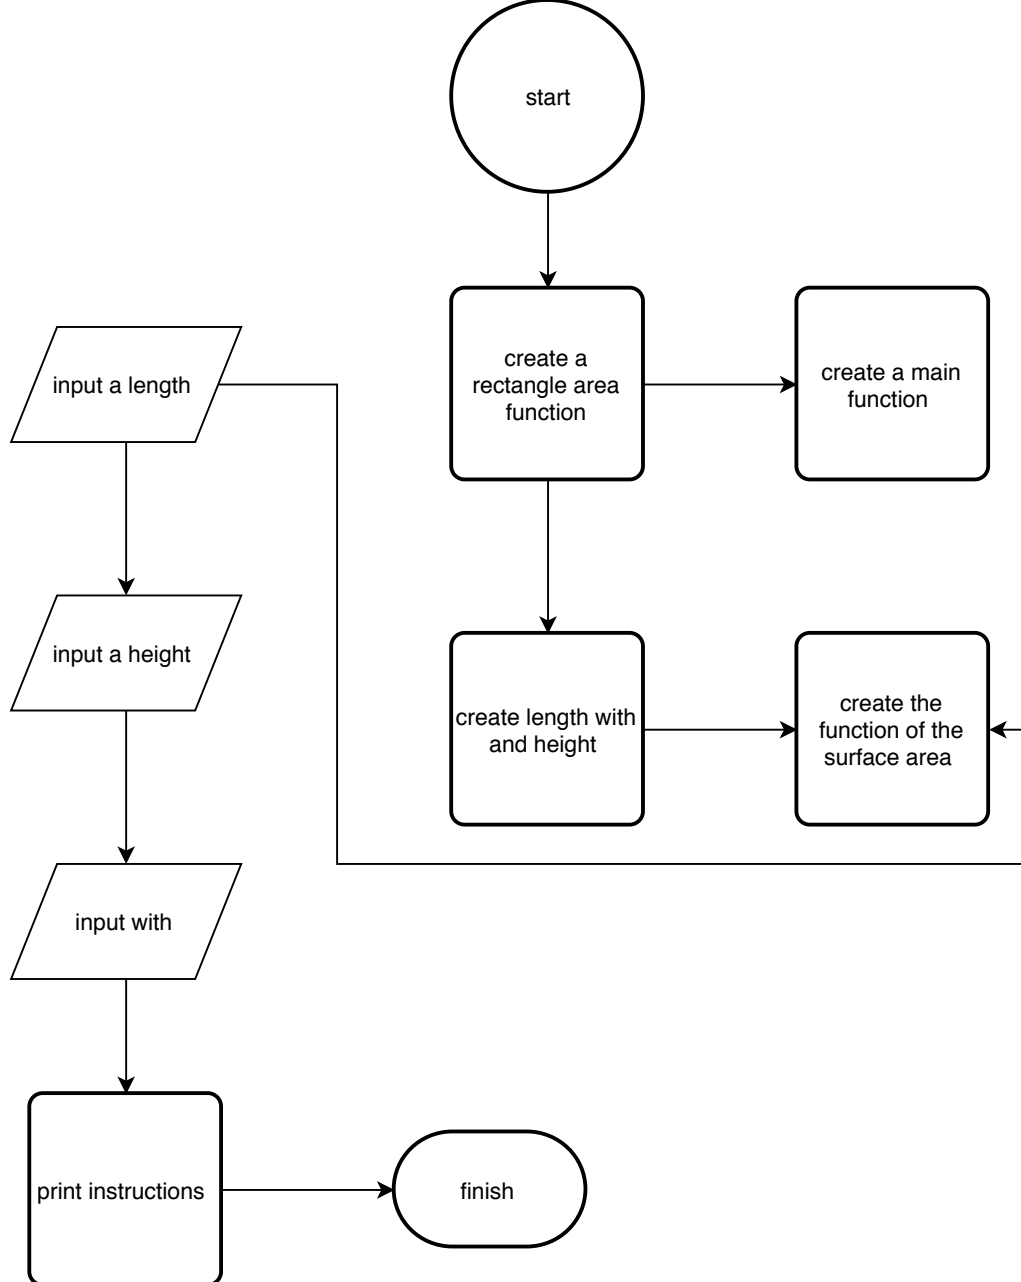 start
create a
rectangle area
function
create a main
function
input a length
input a height
create length with
and height
create the
function of the
surface area
input with
print instructions
finish